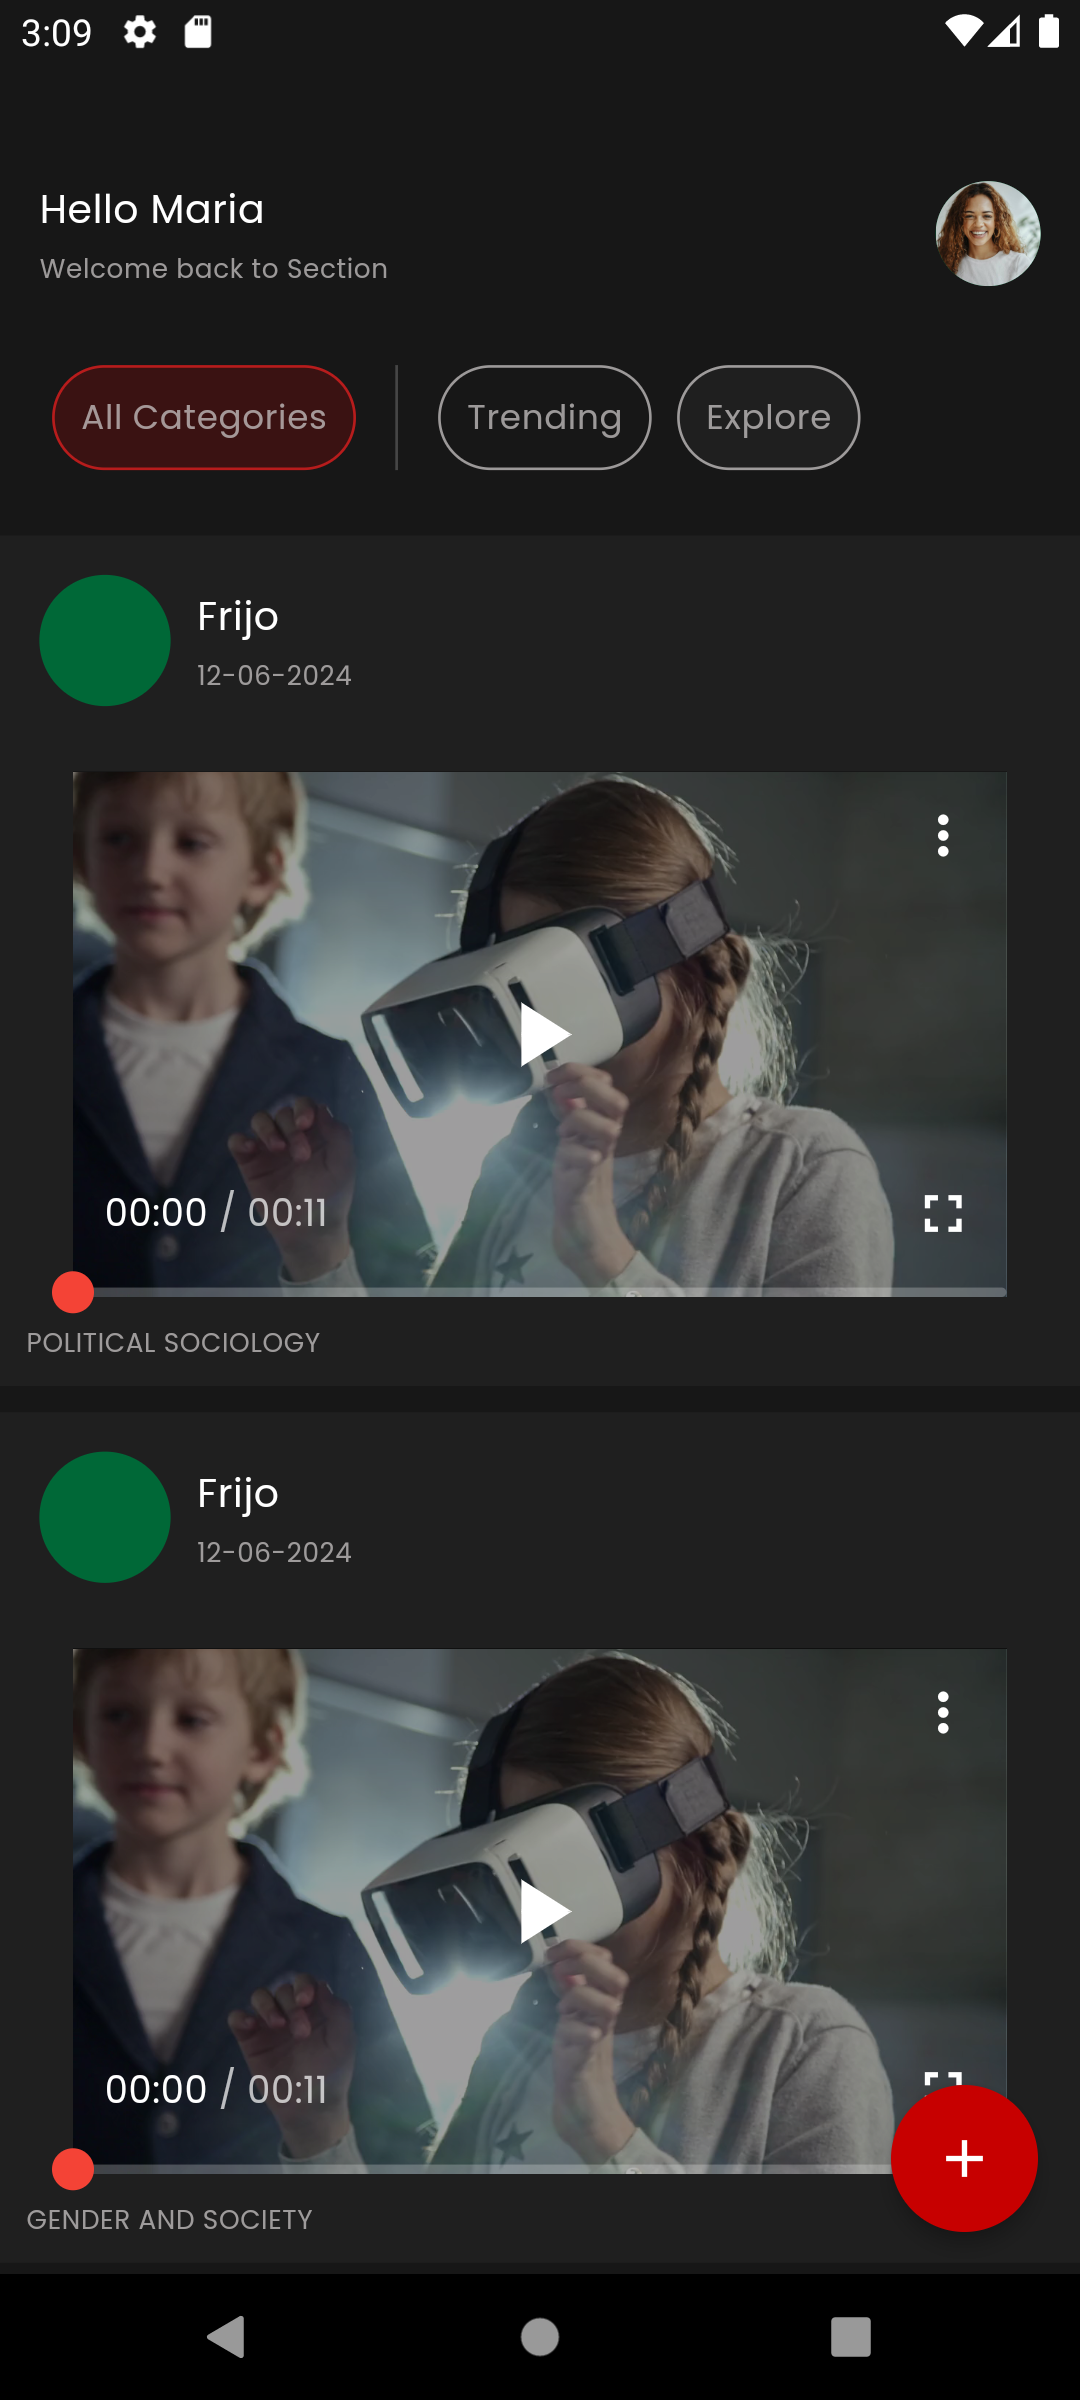 3:09
Hello Maria
Welcome back to Section
All Categories
Trending
Explore
Frijo
12-06-2024
00:00 / 00:11
POLITICAL SOCIOLOGY
Frijo
12-06-2024
00:00 / 00:11
GENDER AND SOCIETY